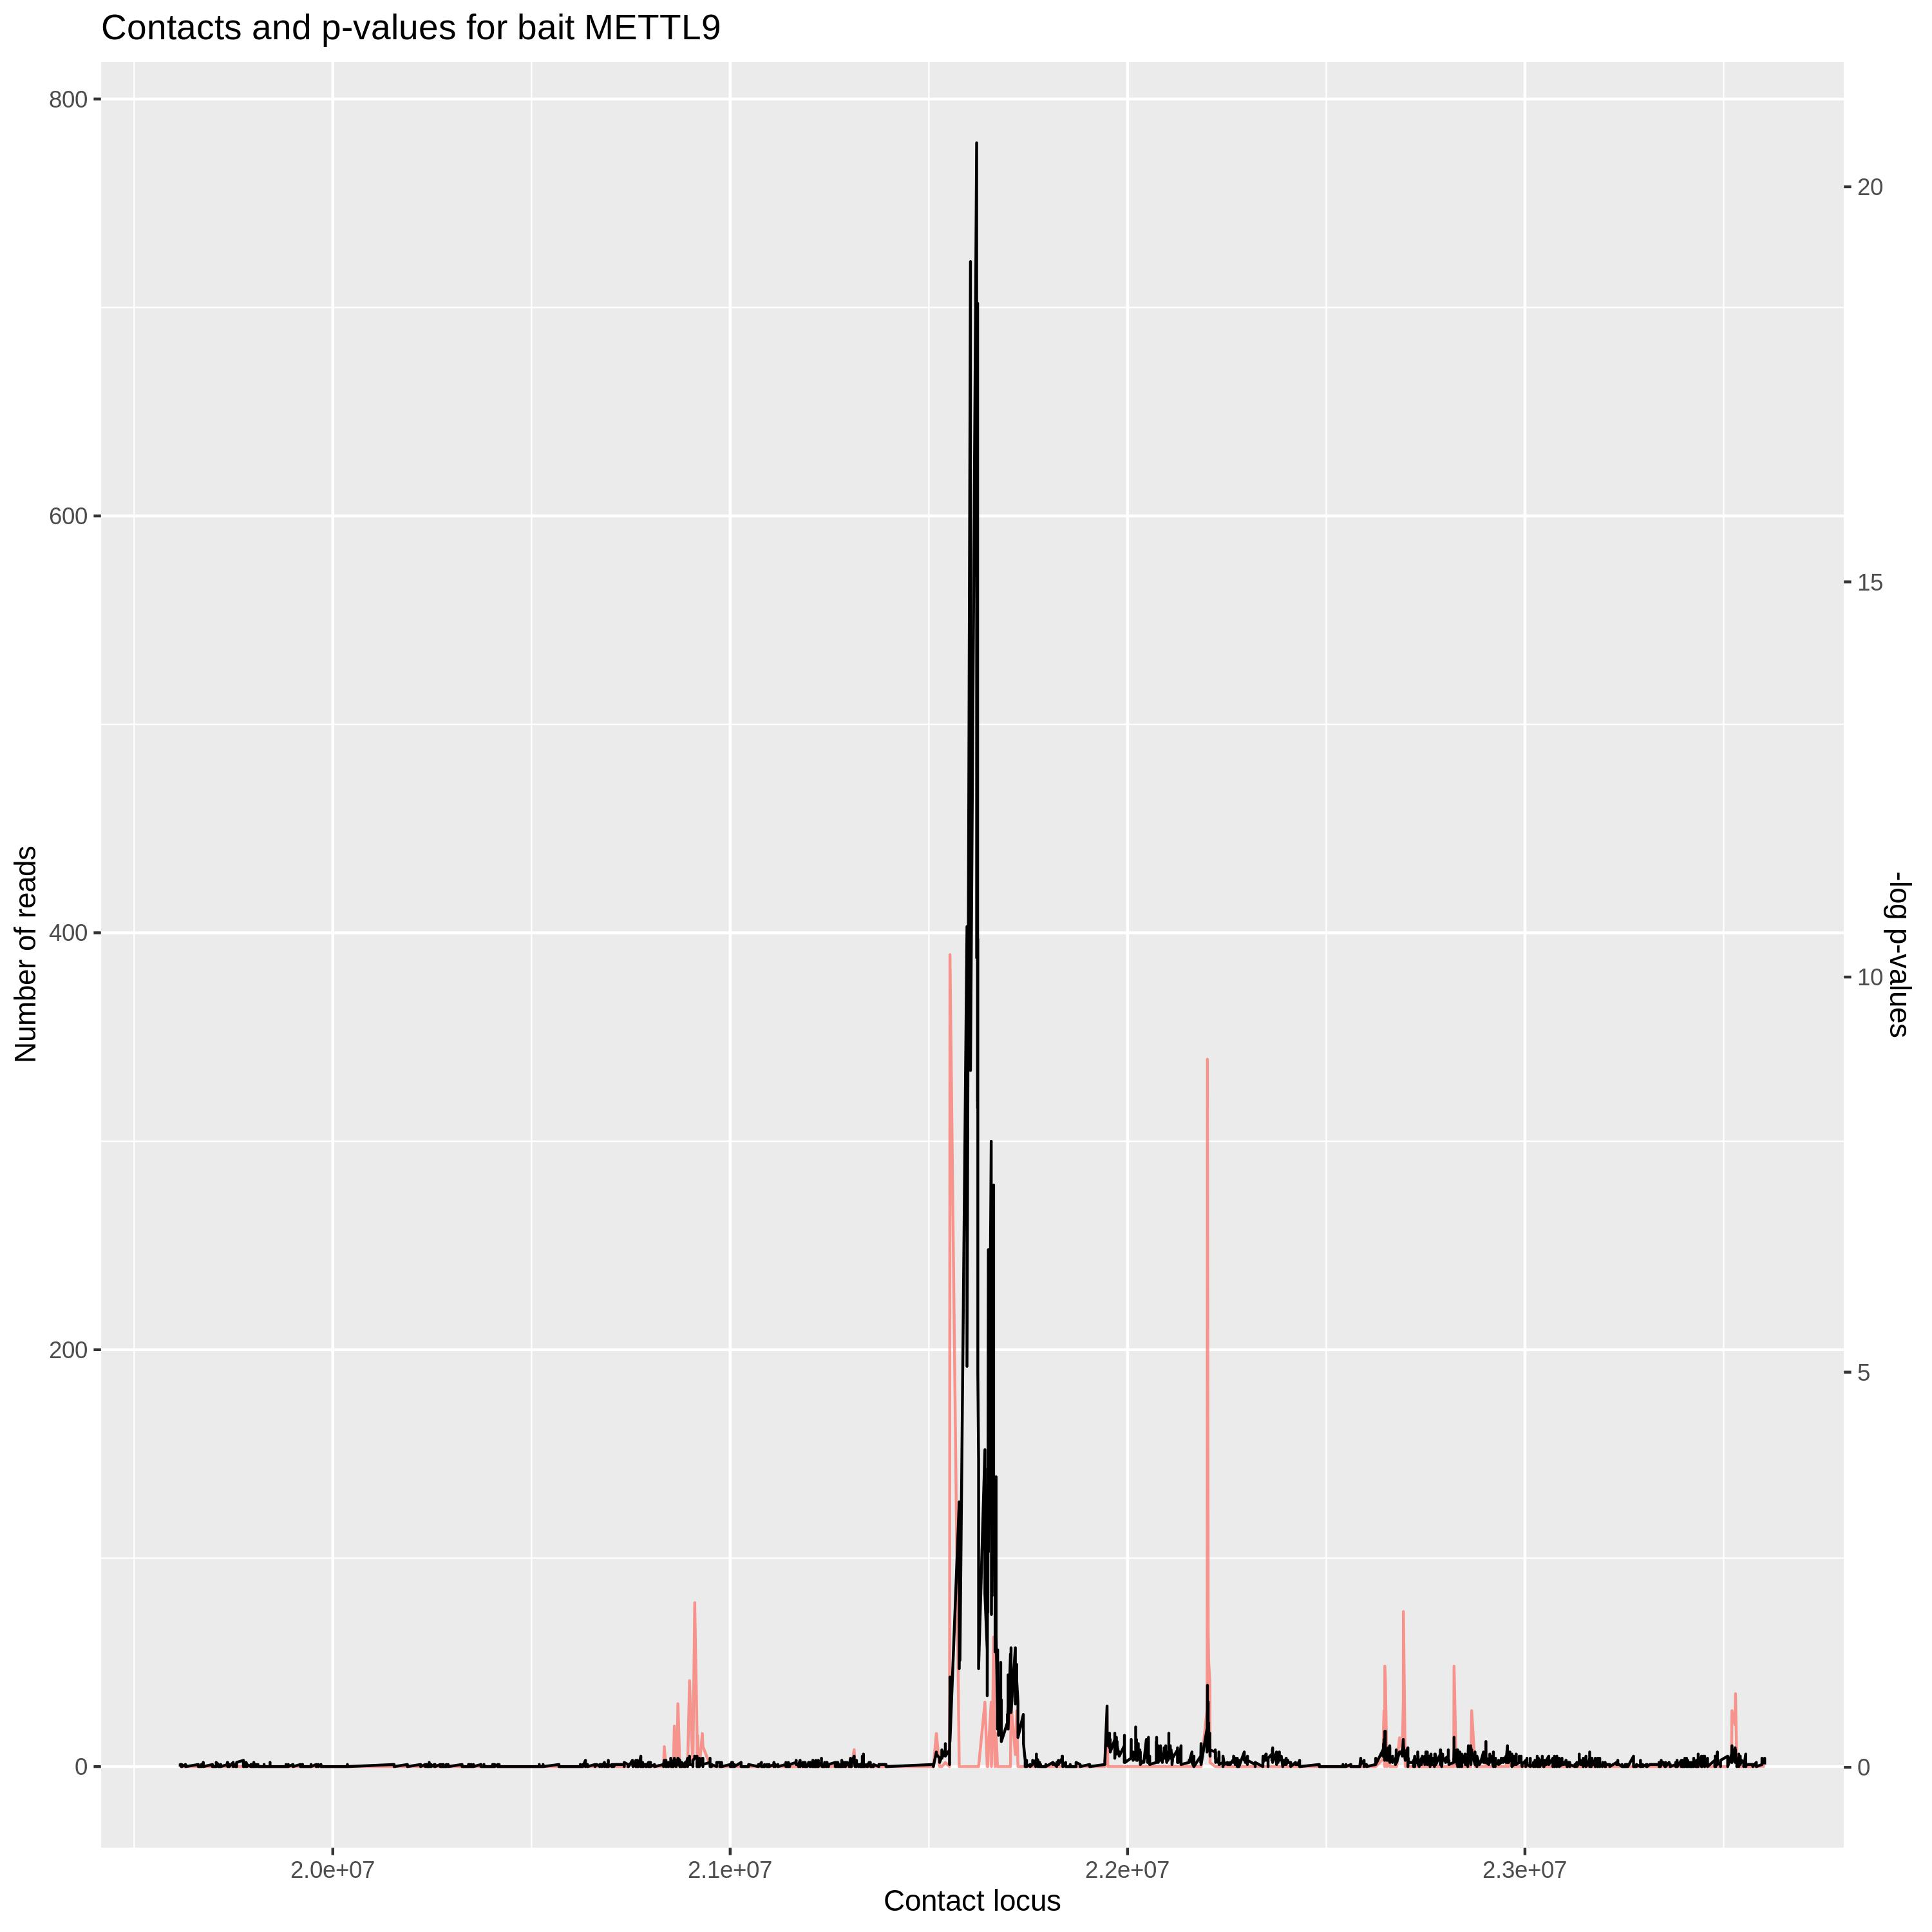 Contacts and p-values for bait METTL9
800
600
400
200
0
Number of reads
20
15
10
5
0
-log p-values
2.0e+07
2.1e+07
2.2e+07
2.3e+07
Contact locus